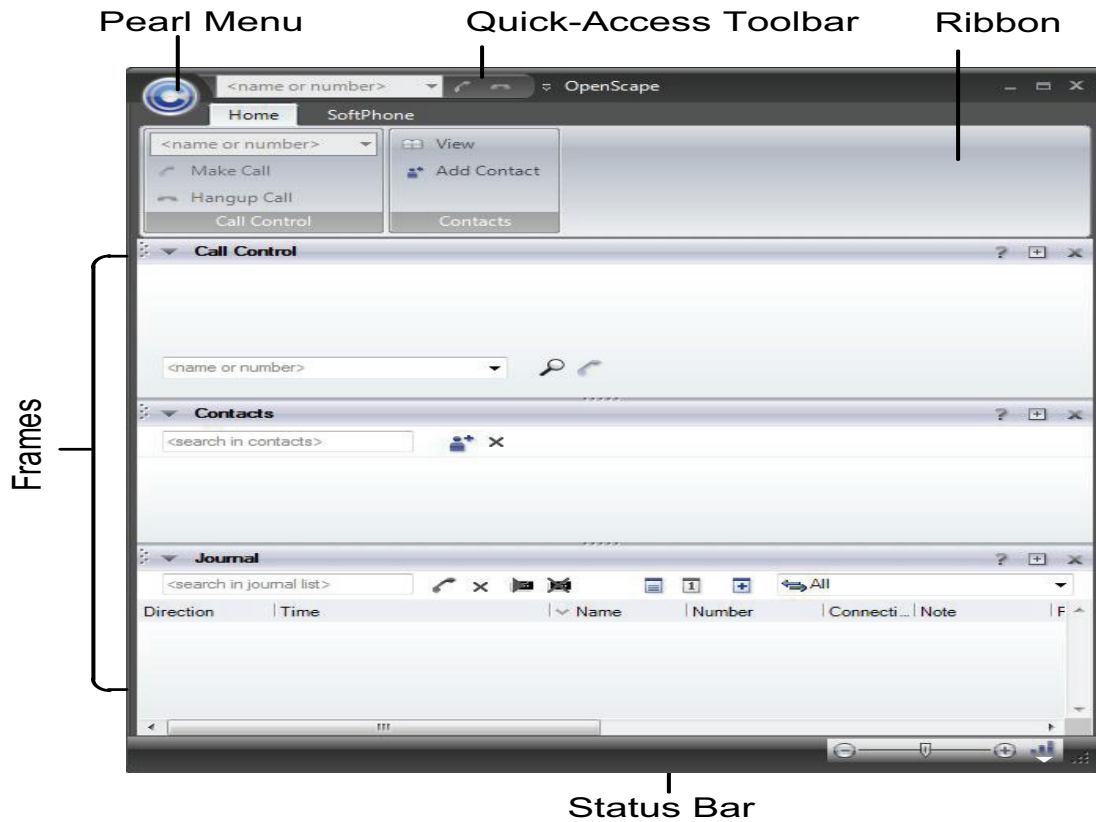 Pearl Menu Quick-Access Toolbar Ribbon
<name or number> OpenScape
Home SoftPhone
<name or number> View
Make Call Add Contact
Hangup Call
Call Control Contacts
Call Control ?
<name or number>
Frames
Contacts ?
<search in contacts>
Journal ?
<search in journal list> 1 All
Direction Time Name Number Connecti... Note F
Status Bar